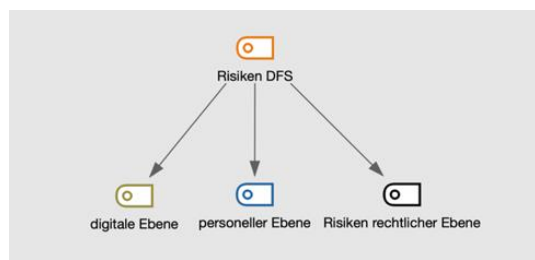 Risiken DFS
digitale Ebene
personeller Ebene
Risiken rechtlicher Ebene